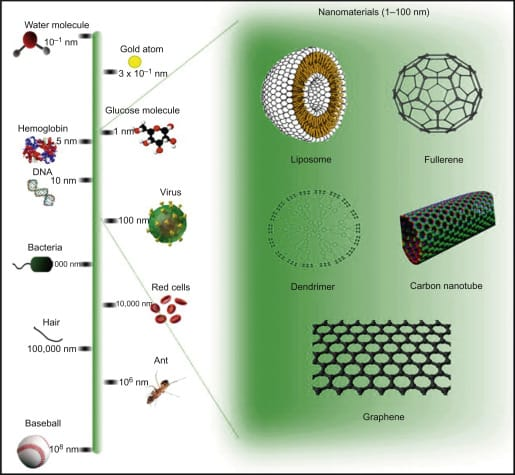 Nanomaterials (1–100 nm)
Water molecule
10⁻¹ nm
Gold atom
3 x 10⁻¹ nm
Glucose molecule
1 nm
Hemoglobin
5 nm
DNA
10 nm
Virus
100 nm
Bacteria
000 nm
Red cells
10,000 nm
Hair
100,000 nm
Ant
10⁶ nm
Baseball
10⁸ nm
Liposome
Fullerene
Dendrimer
Carbon nanotube
Graphene